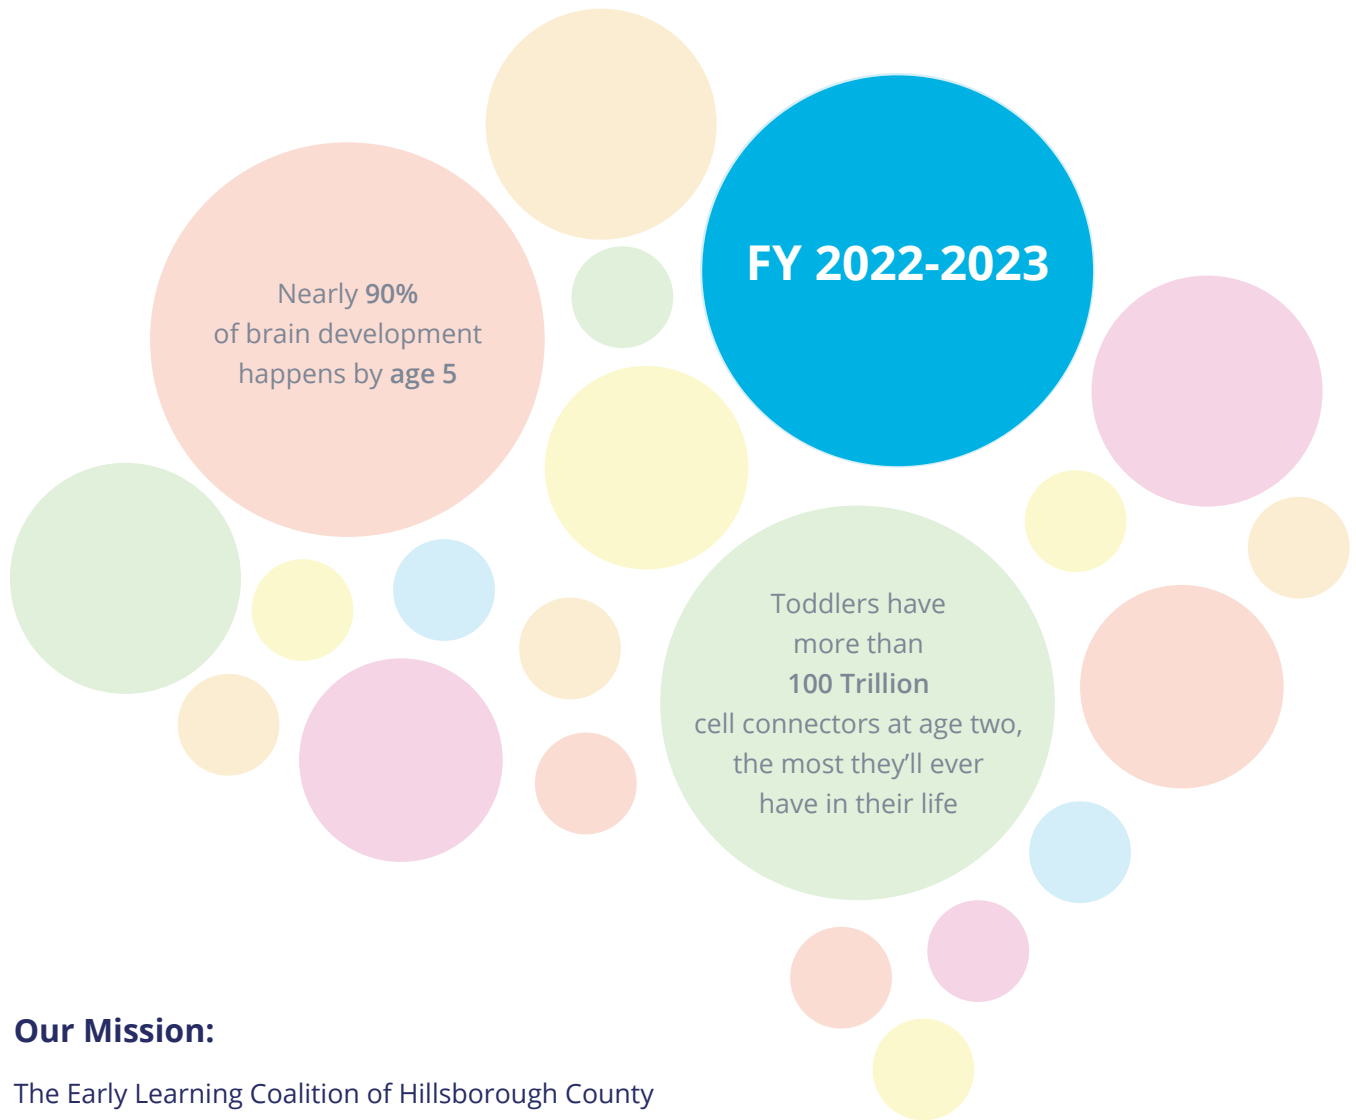 FY 2022-2023
Nearly 90%
of brain development
happens by age 5
Toddlers have
more than
100 Trillion
cell connectors at age two,
the most they’ll ever
have in their life
Our Mission:
The Early Learning Coalition of Hillsborough County